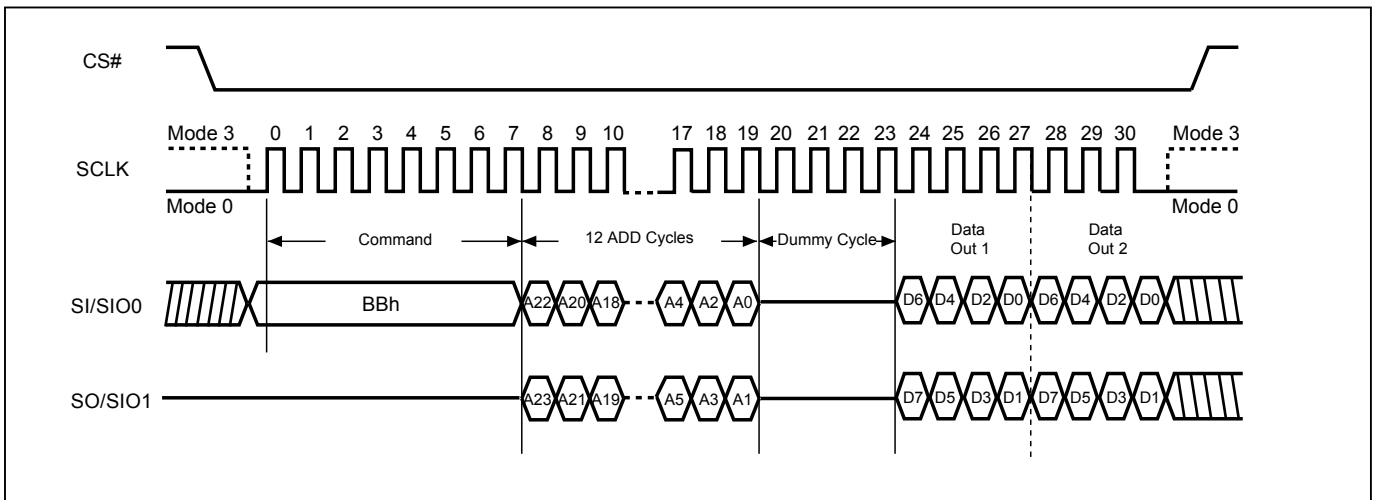 CS#
Mode 3 0 1 2 3 4 5 6 7 8 9 10 17 18 19 20 21 22 23 24 25 26 27 28 29 30 Mode 3
SCLK
Mode 0 Mode 0
Command 12 ADD Cycles Dummy Cycle Data Out 1 Data Out 2
SI/SIO0 BBh A22 A20 A18 A4 A2 A0 D6 D4 D2 D0 D6 D4 D2 D0
SO/SIO1 A23 A21 A19 A5 A3 A1 D7 D5 D3 D1 D7 D5 D3 D1